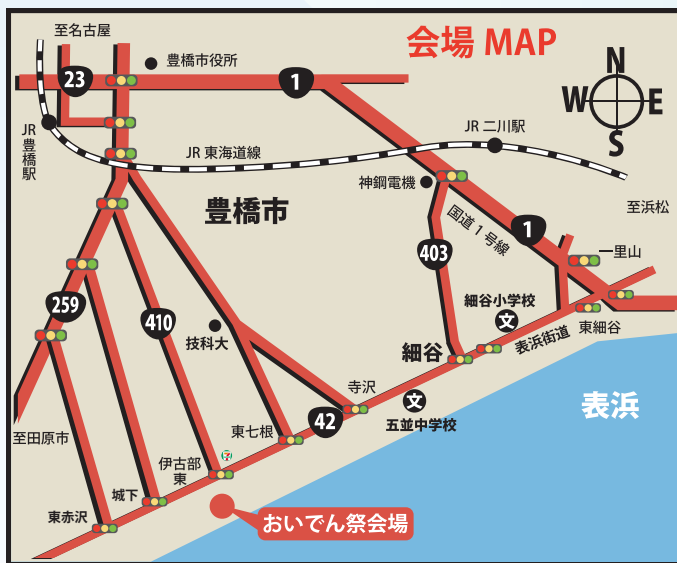 至名古屋
会場 MAP
豊橋市役所
N
W E
S
23
1
JR
豊橋駅
JR 東海道線
JR 二川駅
神鋼電機
豊橋市
至浜松
国道1号線
1
403
一里山
259
410
細谷小学校
文
表浜街道
東細谷
技科大
細谷
表浜
寺沢
文
42
五並中学校
至田原市
東七根
伊古部
東
7
城下
東赤沢
おいでん祭会場